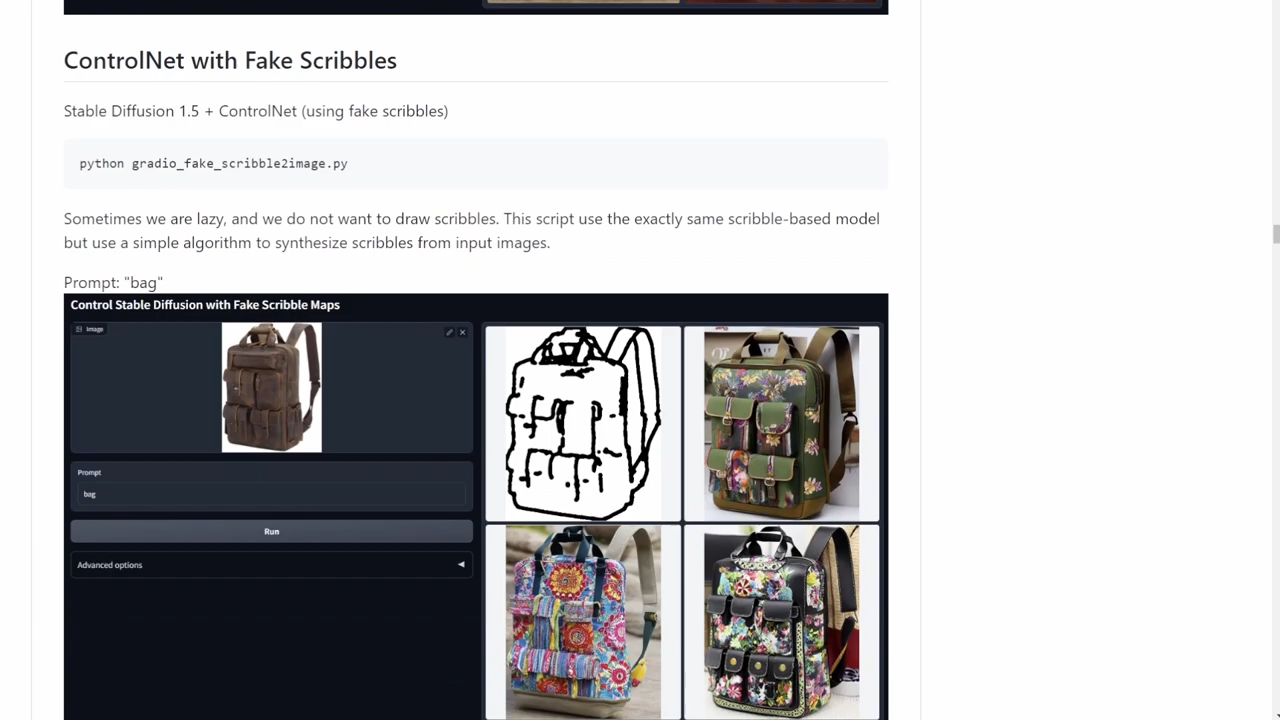 ControlNet with Fake Scribbles
Stable Diffusion 1.5 + ControlNet (using fake scribbles)
python gradio_fake_scribble2image.py
Sometimes we are lazy, and we do not want to draw scribbles. This script use the exactly same scribble-based model
but use a simple algorithm to synthesize scribbles from input images.
Prompt: "bag"
Control Stable Diffusion with Fake Scribble Maps
Image
Prompt
bag
Run
Advanced options